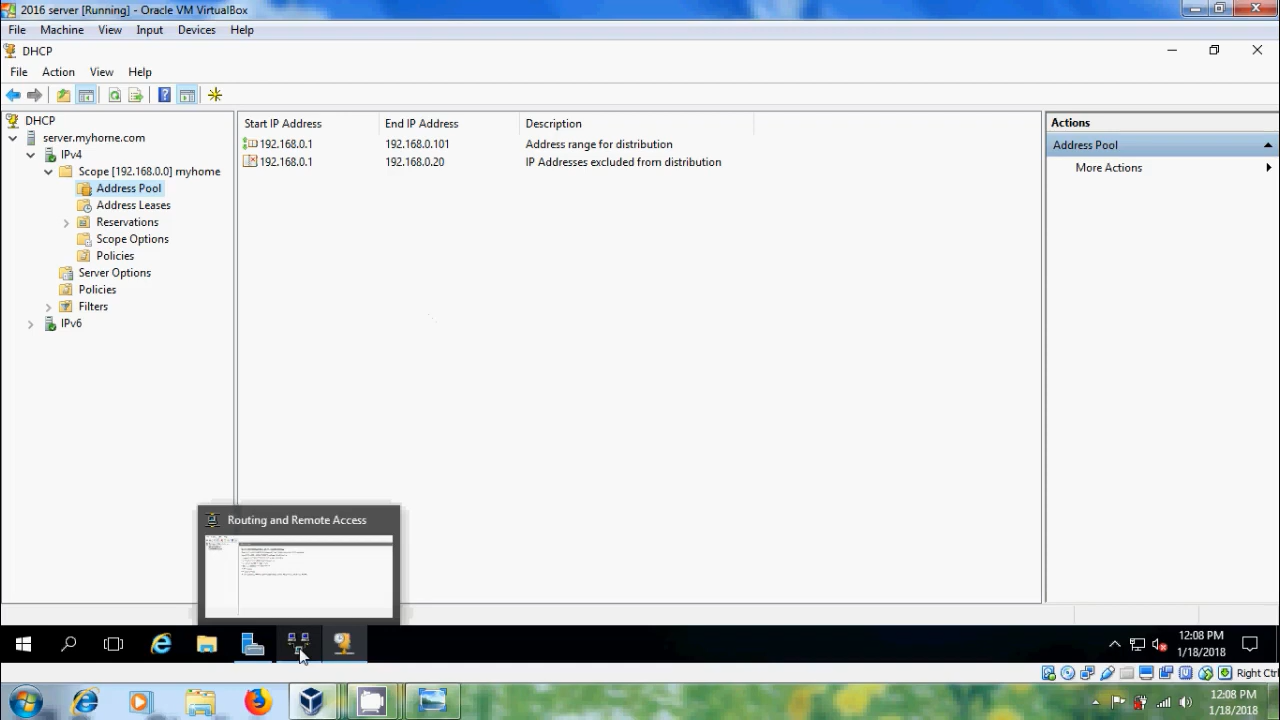 2016 server [Running] - Oracle VM VirtualBox
File Machine View Input Devices Help
DHCP
File Action View Help
DHCP
server.myhome.com
IPv4
Scope [192.168.0.0] myhome
Address Pool
Address Leases
Reservations
Scope Options
Policies
Server Options
Policies
Filters
IPv6
Start IP Address End IP Address Description
192.168.0.1 192.168.0.101 Address range for distribution
192.168.0.1 192.168.0.20 IP Addresses excluded from distribution
Actions
Address Pool
More Actions
Routing and Remote Access
12:08 PM
1/18/2018
Right Ctrl
12:08 PM
1/18/2018